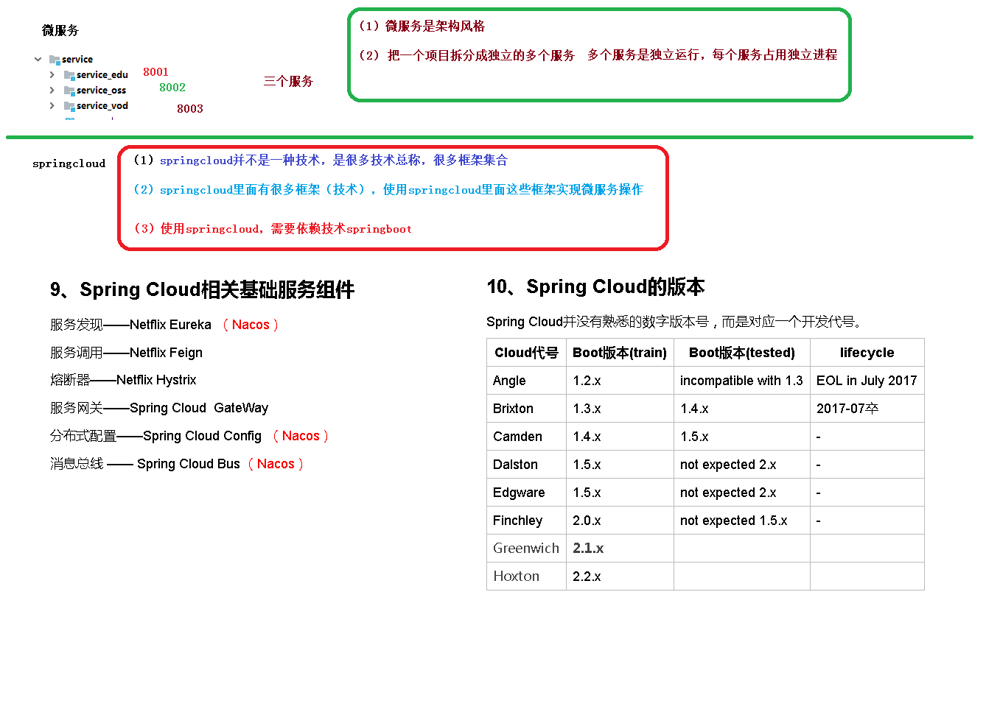 微服务
service
service_edu 8001
service_oss 8002
service_vod 8003
三个服务
（1）微服务是架构风格
（2） 把一个项目拆分成独立的多个服务 多个服务是独立运行，每个服务占用独立进程
springcloud
（1）springcloud并不是一种技术，是很多技术总称，很多框架集合
（2）springcloud里面有很多框架（技术），使用springcloud里面这些框架实现微服务操作
（3）使用springcloud，需要依赖技术springboot
9、Spring Cloud相关基础服务组件
服务发现——Netflix Eureka （Nacos）
服务调用——Netflix Feign
熔断器——Netflix Hystrix
服务网关——Spring Cloud GateWay
分布式配置——Spring Cloud Config （Nacos）
消息总线 —— Spring Cloud Bus（Nacos）
10、Spring Cloud的版本
Spring Cloud并没有熟悉的数字版本号，而是对应一个开发代号。
Cloud代号 Boot版本(train) Boot版本(tested) lifecycle
Angle 1.2.x incompatible with 1.3 EOL in July 2017
Brixton 1.3.x 1.4.x 2017-07卒
Camden 1.4.x 1.5.x -
Dalston 1.5.x not expected 2.x -
Edgware 1.5.x not expected 2.x -
Finchley 2.0.x not expected 1.5.x -
Greenwich 2.1.x
Hoxton 2.2.x